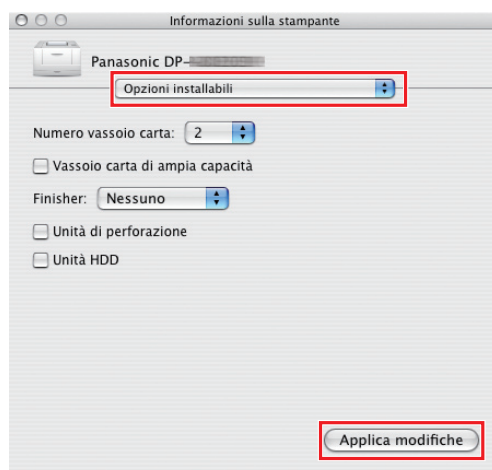 Informazioni sulla stampante
Panasonic DP-
Opzioni installabili
Numero vassoio carta: 2
Vassoio carta di ampia capacità
Finisher: Nessuno
Unità di perforazione
Unità HDD
Applica modifiche